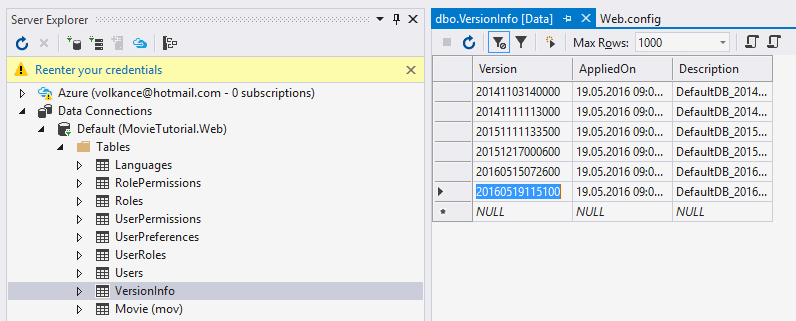 Server Explorer
Reenter your credentials
Azure (volkance@hotmail.com - 0 subscriptions)
Data Connections
Default (MovieTutorial.Web)
Tables
Languages
RolePermissions
Roles
UserPermissions
UserPreferences
UserRoles
Users
VersionInfo
Movie (mov)
dbo.VersionInfo [Data] Web.config
Max Rows: 1000
Version AppliedOn Description
20141103140000 19.05.2016 09:0... DefaultDB_2014...
20141111113000 19.05.2016 09:0... DefaultDB_2014...
20151111133500 19.05.2016 09:0... DefaultDB_2015...
20151217000600 19.05.2016 09:0... DefaultDB_2015...
20160515072600 19.05.2016 09:0... DefaultDB_2016...
20160519115100 19.05.2016 09:0... DefaultDB_2016...
NULL NULL NULL